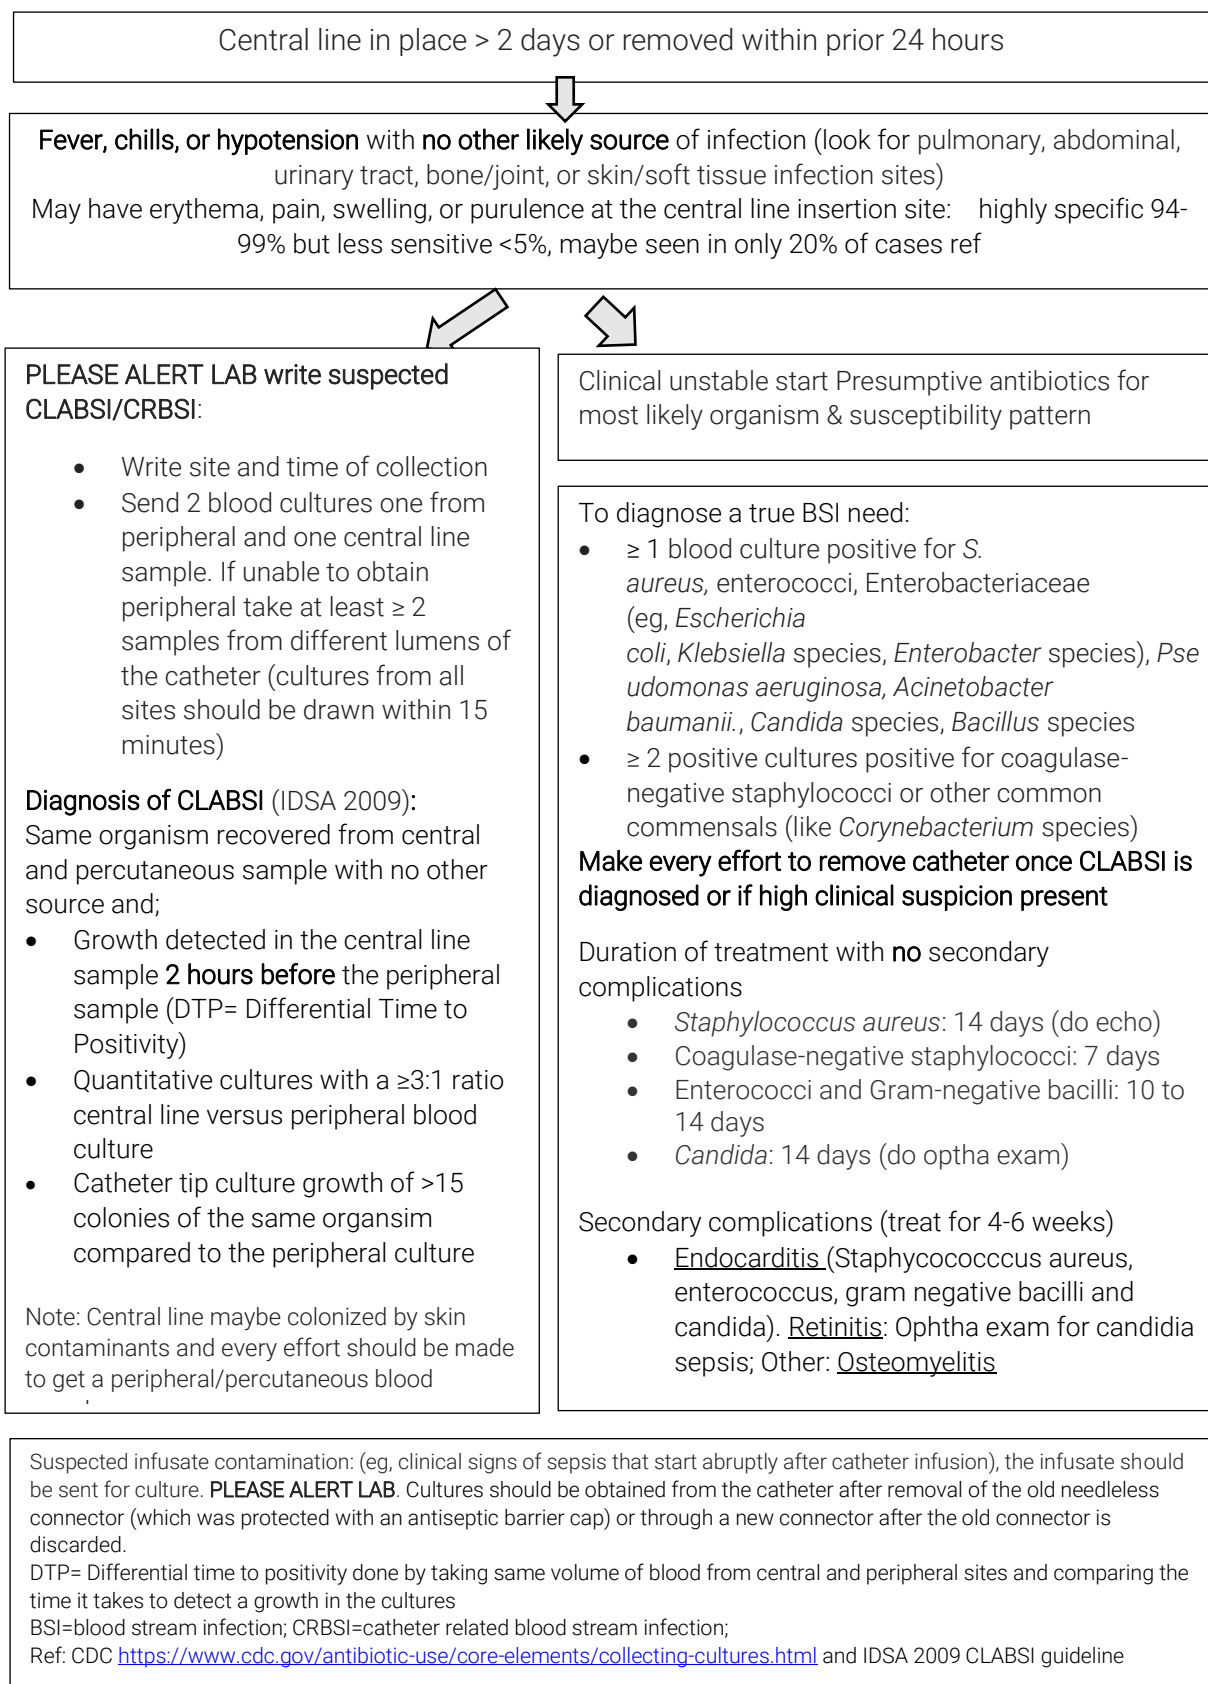 Central line in place > 2 days or removed within prior 24 hours
Fever, chills, or hypotension with no other likely source of infection (look for pulmonary, abdominal,
urinary tract, bone/joint, or skin/soft tissue infection sites)
May have erythema, pain, swelling, or purulence at the central line insertion site: highly specific 94-
99% but less sensitive <5%, maybe seen in only 20% of cases ref
PLEASE ALERT LAB write suspected
CLABSI/CRBSI:
• Write site and time of collection
• Send 2 blood cultures one from
peripheral and one central line
sample. If unable to obtain
peripheral take at least ≥ 2
samples from different lumens of
the catheter (cultures from all
sites should be drawn within 15
minutes)
Diagnosis of CLABSI (IDSA 2009):
Same organism recovered from central
and percutaneous sample with no other
source and;
• Growth detected in the central line
sample 2 hours before the peripheral
sample (DTP= Differential Time to
Positivity)
• Quantitative cultures with a ≥3:1 ratio
central line versus peripheral blood
culture
• Catheter tip culture growth of >15
colonies of the same organsim
compared to the peripheral culture
Note: Central line maybe colonized by skin
contaminants and every effort should be made
to get a peripheral/percutaneous blood
Clinical unstable start Presumptive antibiotics for
most likely organism & susceptibility pattern
To diagnose a true BSI need:
• ≥ 1 blood culture positive for S.
aureus, enterococci, Enterobacteriaceae
(eg, Escherichia
coli, Klebsiella species, Enterobacter species), Pse
udomonas aeruginosa, Acinetobacter
baumanii., Candida species, Bacillus species
• ≥ 2 positive cultures positive for coagulase-
negative staphylococci or other common
commensals (like Corynebacterium species)
Make every effort to remove catheter once CLABSI is
diagnosed or if high clinical suspicion present
Duration of treatment with no secondary
complications
• Staphylococcus aureus: 14 days (do echo)
• Coagulase-negative staphylococci: 7 days
• Enterococci and Gram-negative bacilli: 10 to
14 days
• Candida: 14 days (do optha exam)
Secondary complications (treat for 4-6 weeks)
• Endocarditis (Staphycococccus aureus,
enterococcus, gram negative bacilli and
candida). Retinitis: Ophtha exam for candidia
sepsis; Other: Osteomyelitis
Suspected infusate contamination: (eg, clinical signs of sepsis that start abruptly after catheter infusion), the infusate should
be sent for culture. PLEASE ALERT LAB. Cultures should be obtained from the catheter after removal of the old needleless
connector (which was protected with an antiseptic barrier cap) or through a new connector after the old connector is
discarded.
DTP= Differential time to positivity done by taking same volume of blood from central and peripheral sites and comparing the
time it takes to detect a growth in the cultures
BSI=blood stream infection; CRBSI=catheter related blood stream infection;
Ref: CDC https://www.cdc.gov/antibiotic-use/core-elements/collecting-cultures.html and IDSA 2009 CLABSI guideline